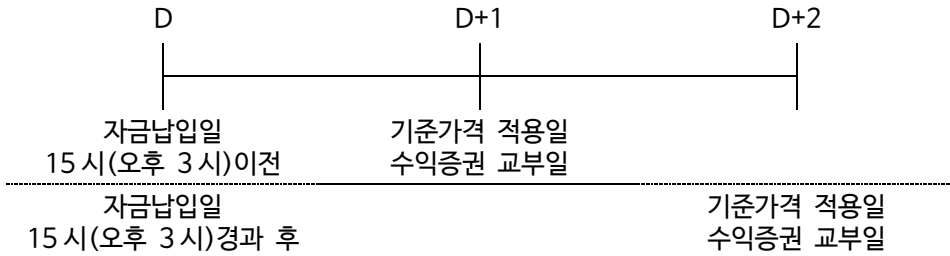 D D+1 D+2
자금납입일 기준가격 적용일
15시(오후 3시)이전 수익증권 교부일
자금납입일 기준가격 적용일
15시(오후 3시)경과 후 수익증권 교부일